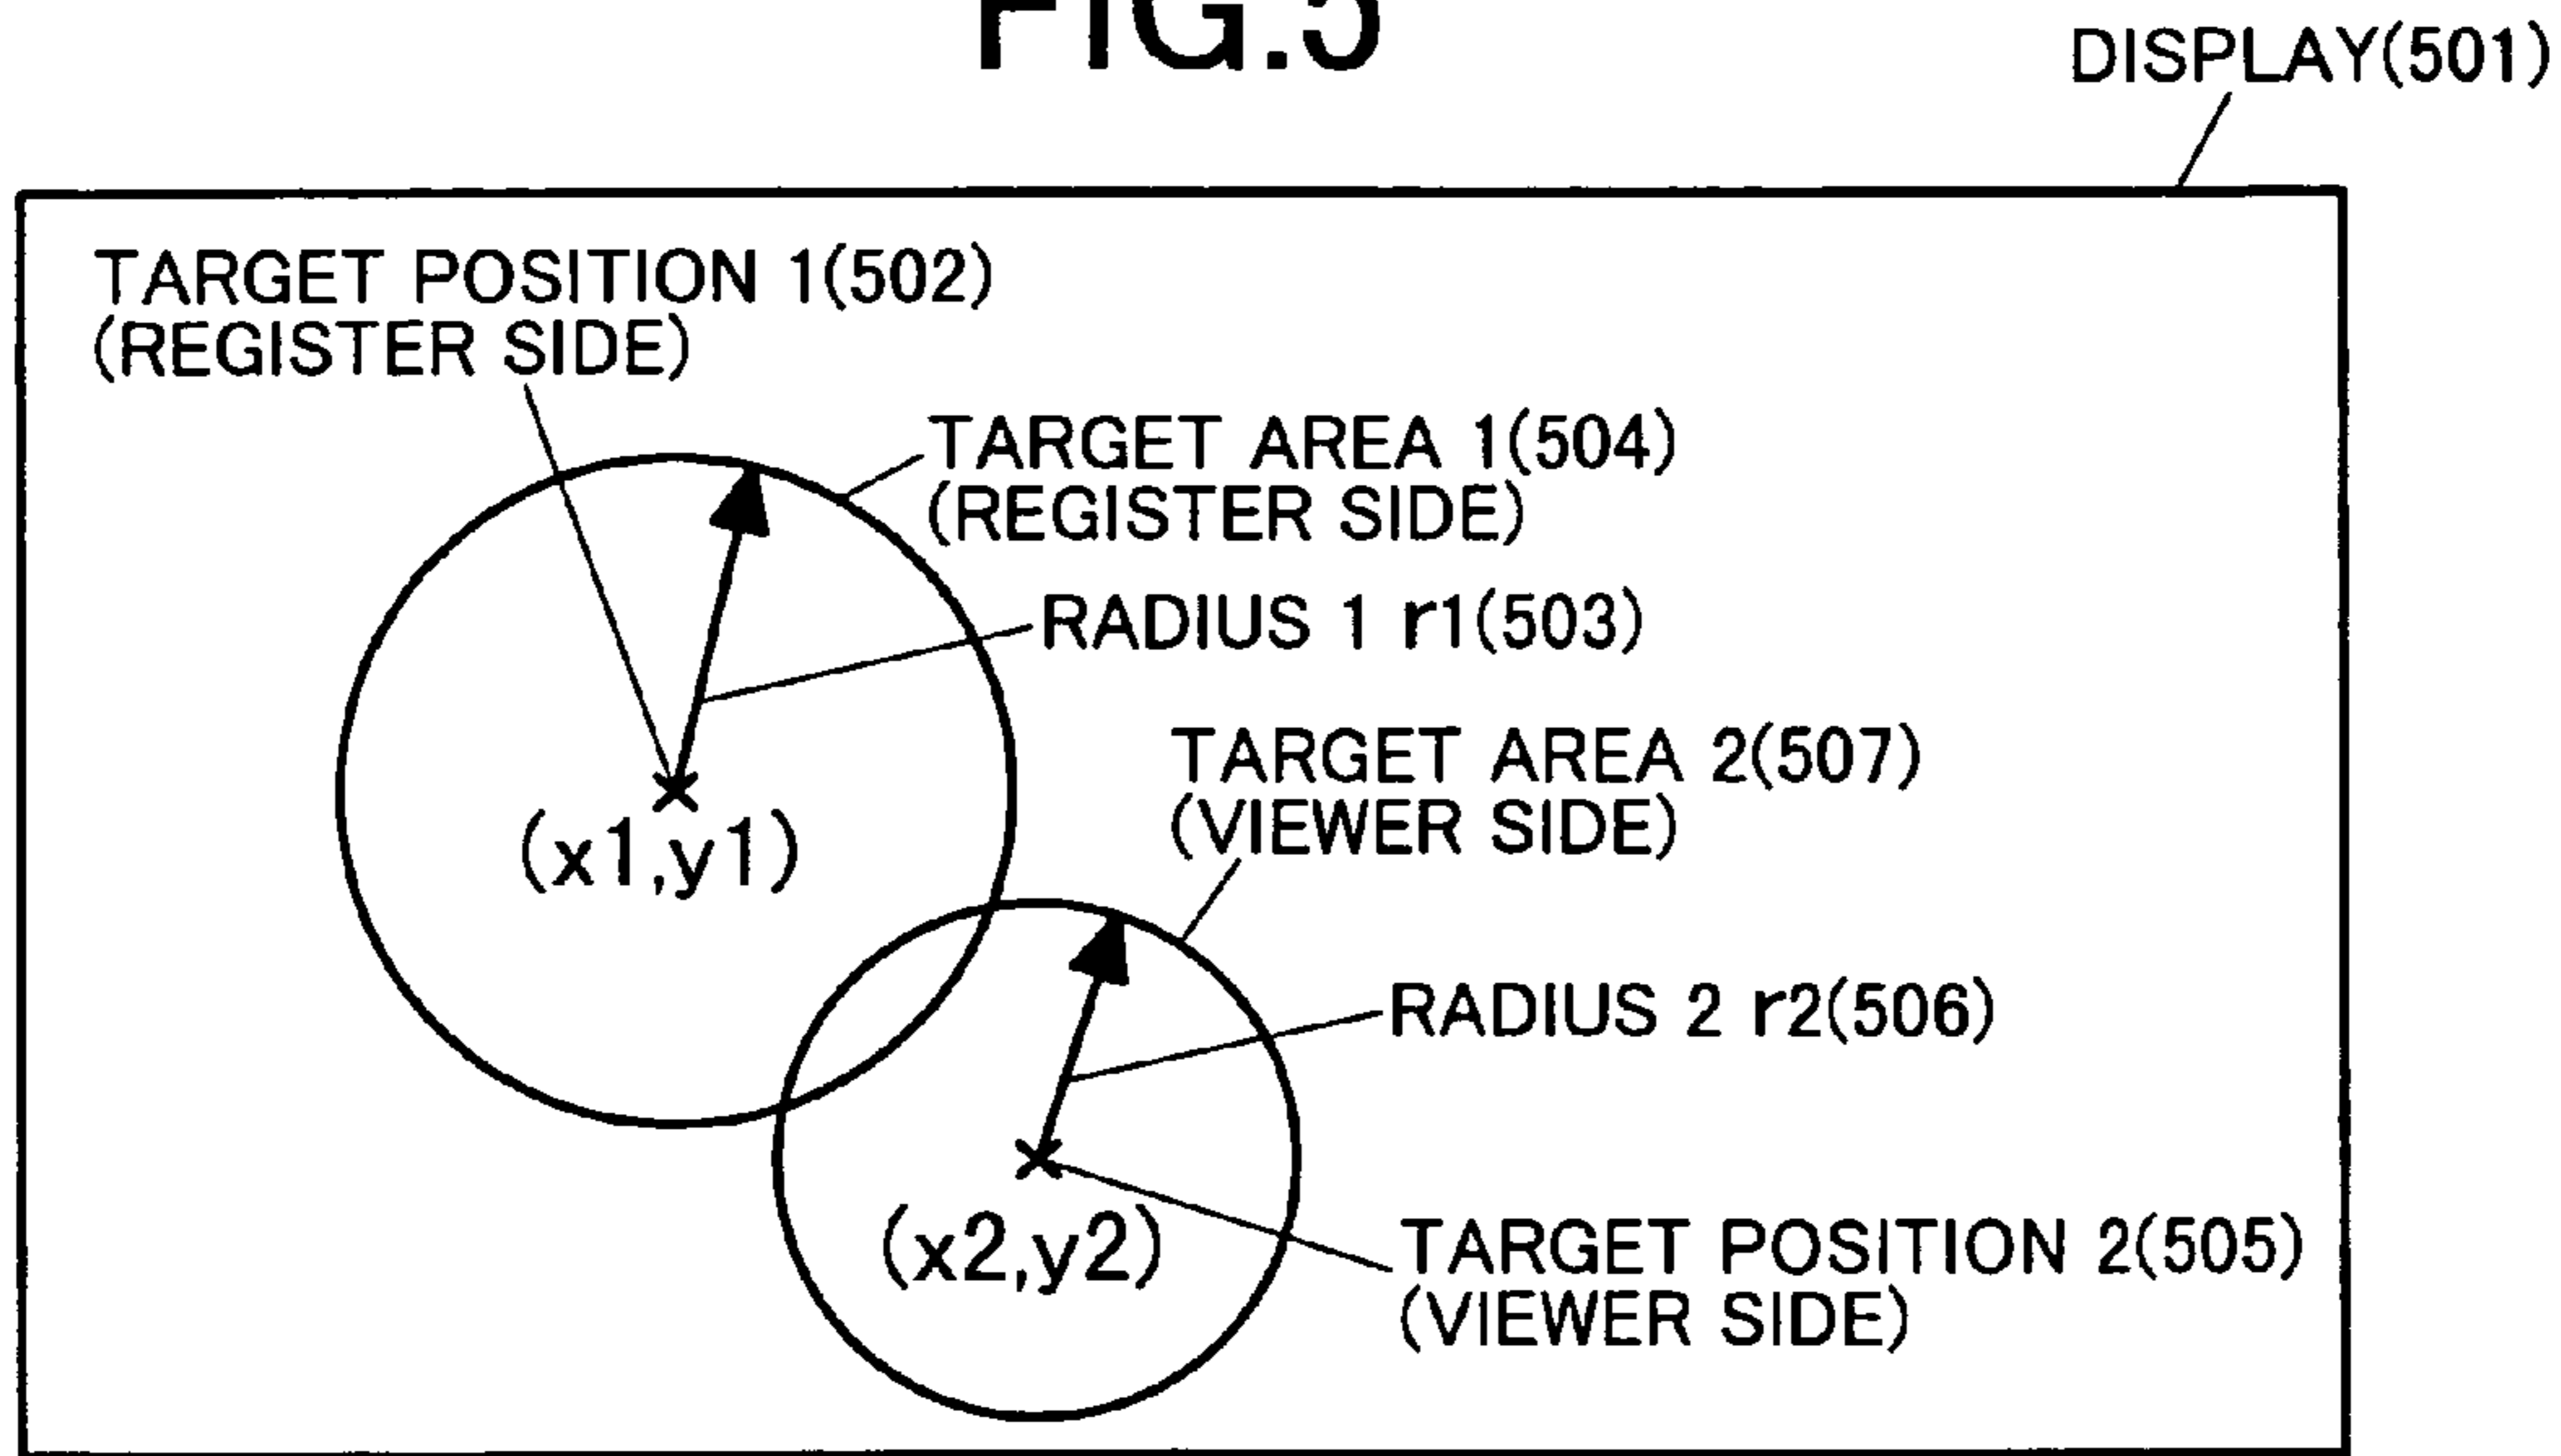 FIG.5
DISPLAY(501)
TARGET POSITION 1(502)
(REGISTER SIDE)
TARGET AREA 1(504)
(REGISTER SIDE)
RADIUS 1 r1(503)
(x1,y1)
TARGET AREA 2(507)
(VIEWER SIDE)
RADIUS 2 r2(506)
(x2,y2)
TARGET POSITION 2(505)
(VIEWER SIDE)